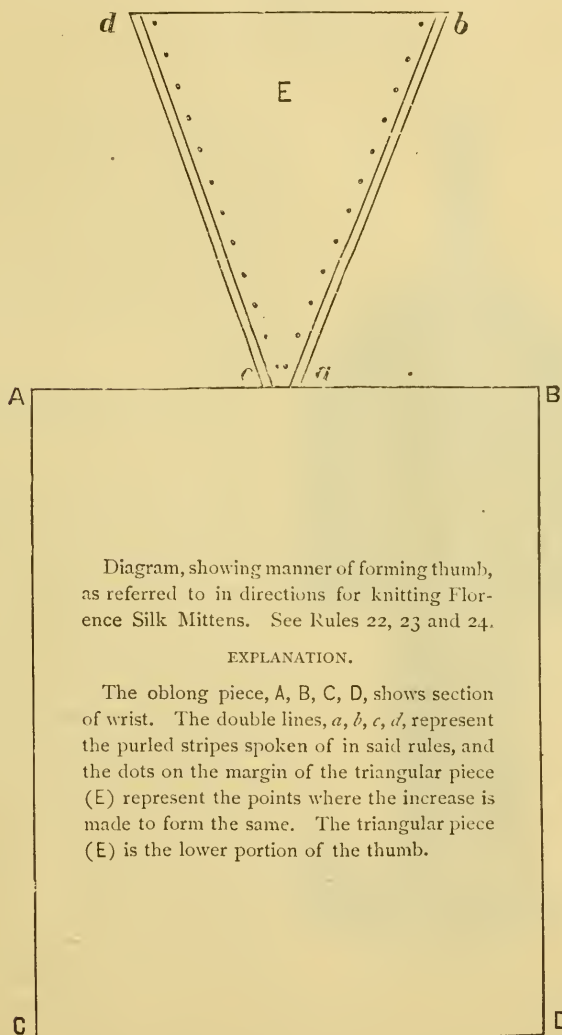 d b
E
c a
A B
Diagram, showing manner of forming thumb,
as referred to in directions for knitting Flor-
ence Silk Mittens. See Rules 22, 23 and 24.
EXPLANATION.
The oblong piece, A, B, C, D, shows section
of wrist. The double lines, a, b, c, d, represent
the purled stripes spoken of in said rules, and
the dots on the margin of the triangular piece
(E) represent the points where the increase is
made to form the same. The triangular piece
(E) is the lower portion of the thumb.
C D